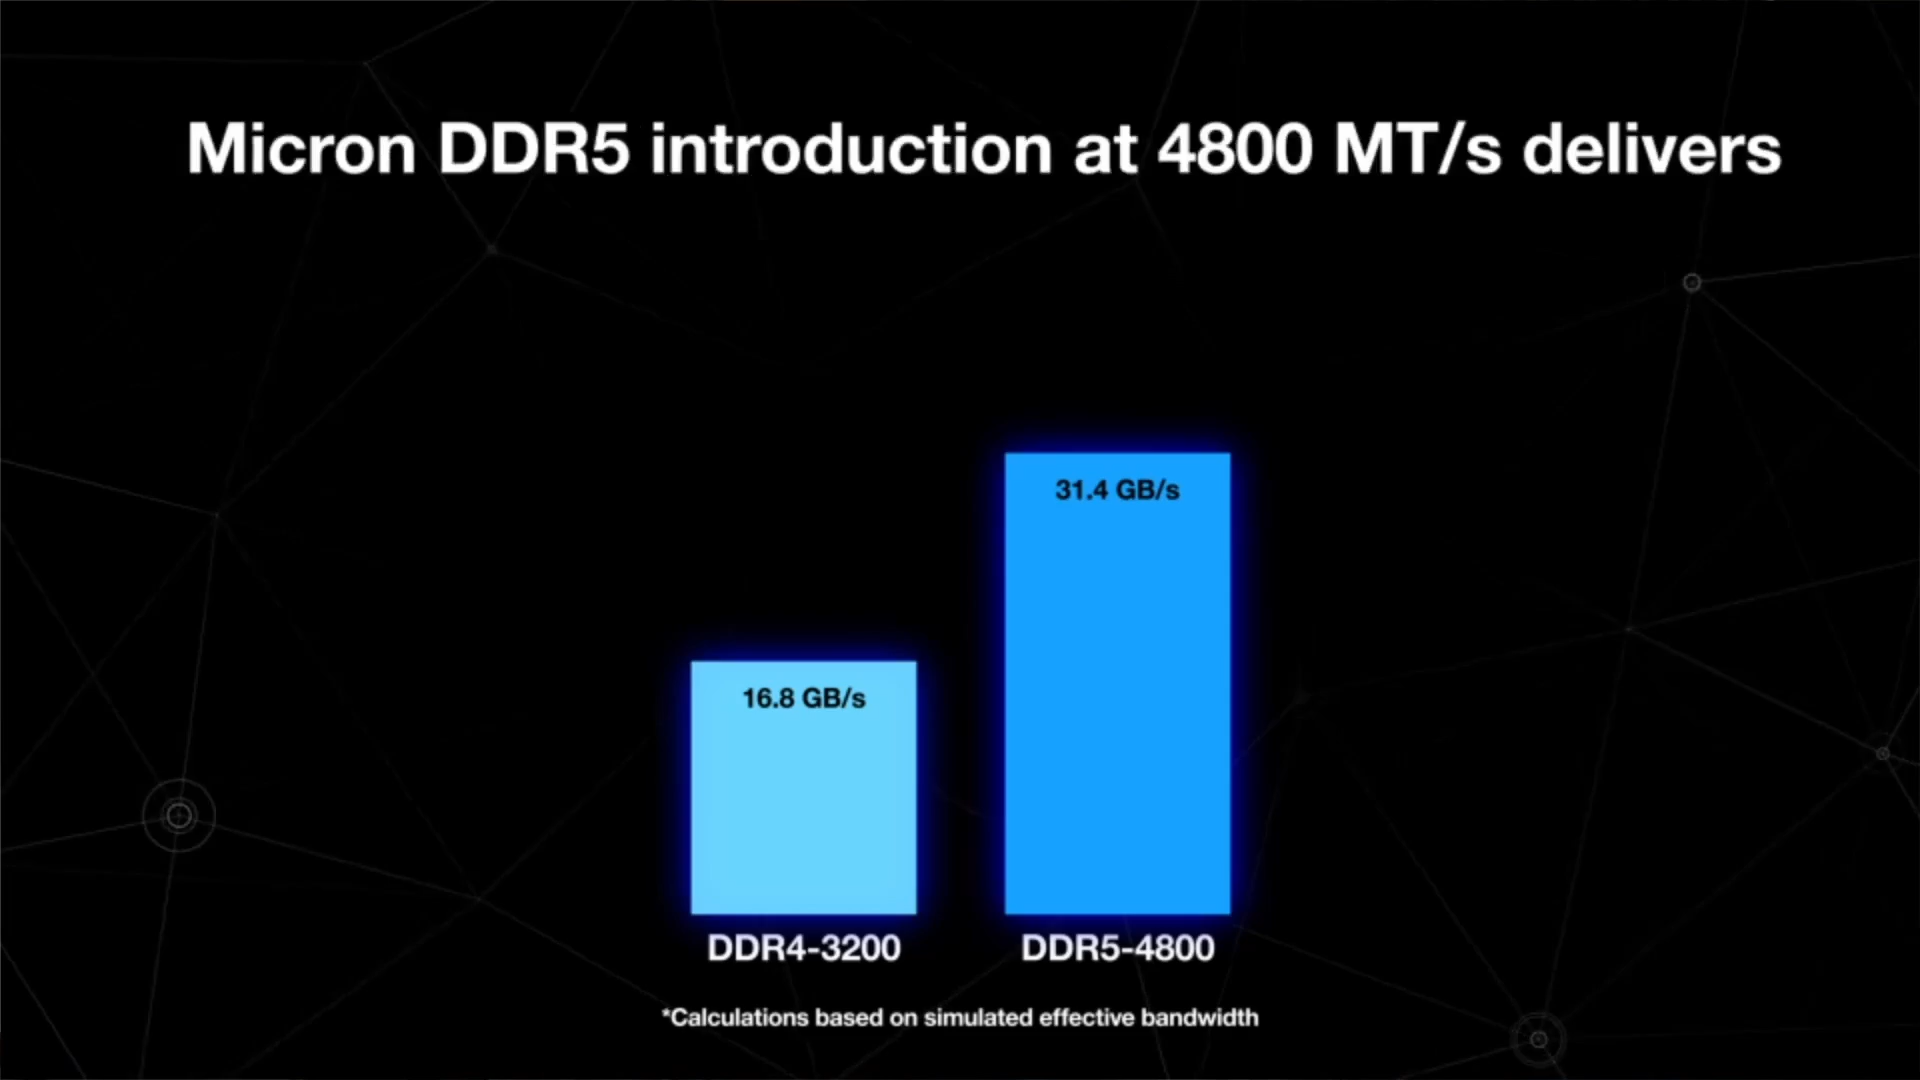 Micron DDR5 introduction at 4800 MT/s delivers
31.4 GB/s
16.8 GB/s
DDR4-3200 DDR5-4800
*Calculations based on simulated effective bandwidth